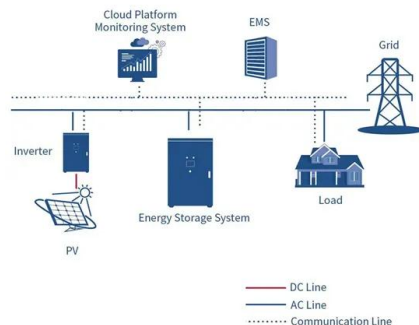 Cloud Platform
Monitoring System
EMS
Grid
Inverter
Energy Storage System
Load
PV
DC Line
AC Line
Communication Line